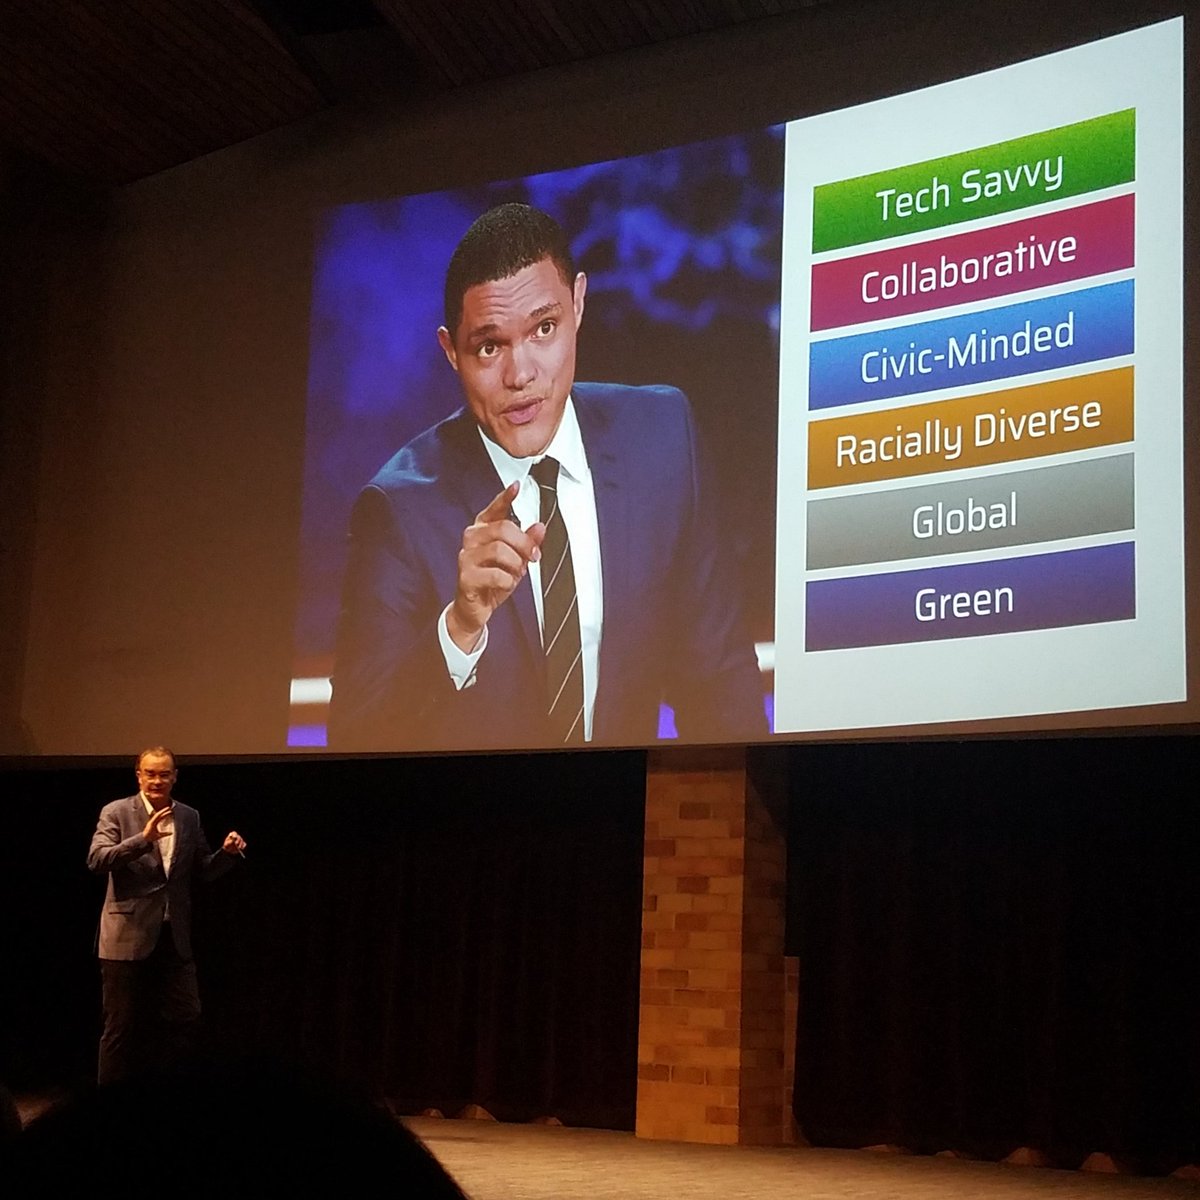 Tech Savvy
Collaborative
Civic-Minded
Racially Diverse
Global
Green